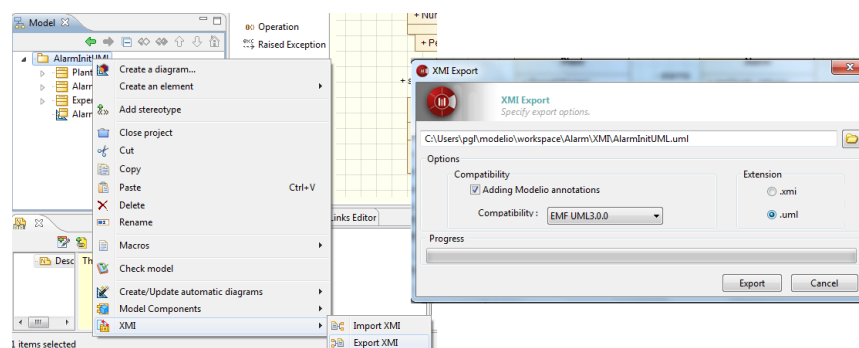 Model
AlarmInitUML
Plant
Alarm
Exper
Alarm
Operation
Raised Exception
+ Pe
Create a diagram...
Create an element
Add stereotype
Close project
Cut
Copy
Paste Ctrl+V
Delete
Rename
Macros
Check model
Create/Update automatic diagrams
Model Components
XMI
Import XMI
Export XMI
inks Editor
Desc Th
1 items selected
XMI Export
XMI Export
Specify export options.
C:\Users\pgl\modelio\workspace\Alarm\XMI\AlarmInitUML.uml
Options
Compatibility
Adding Modelio annotations
Compatibility : EMF UML3.0.0
Extension
.xmi
.uml
Progress
Export Cancel